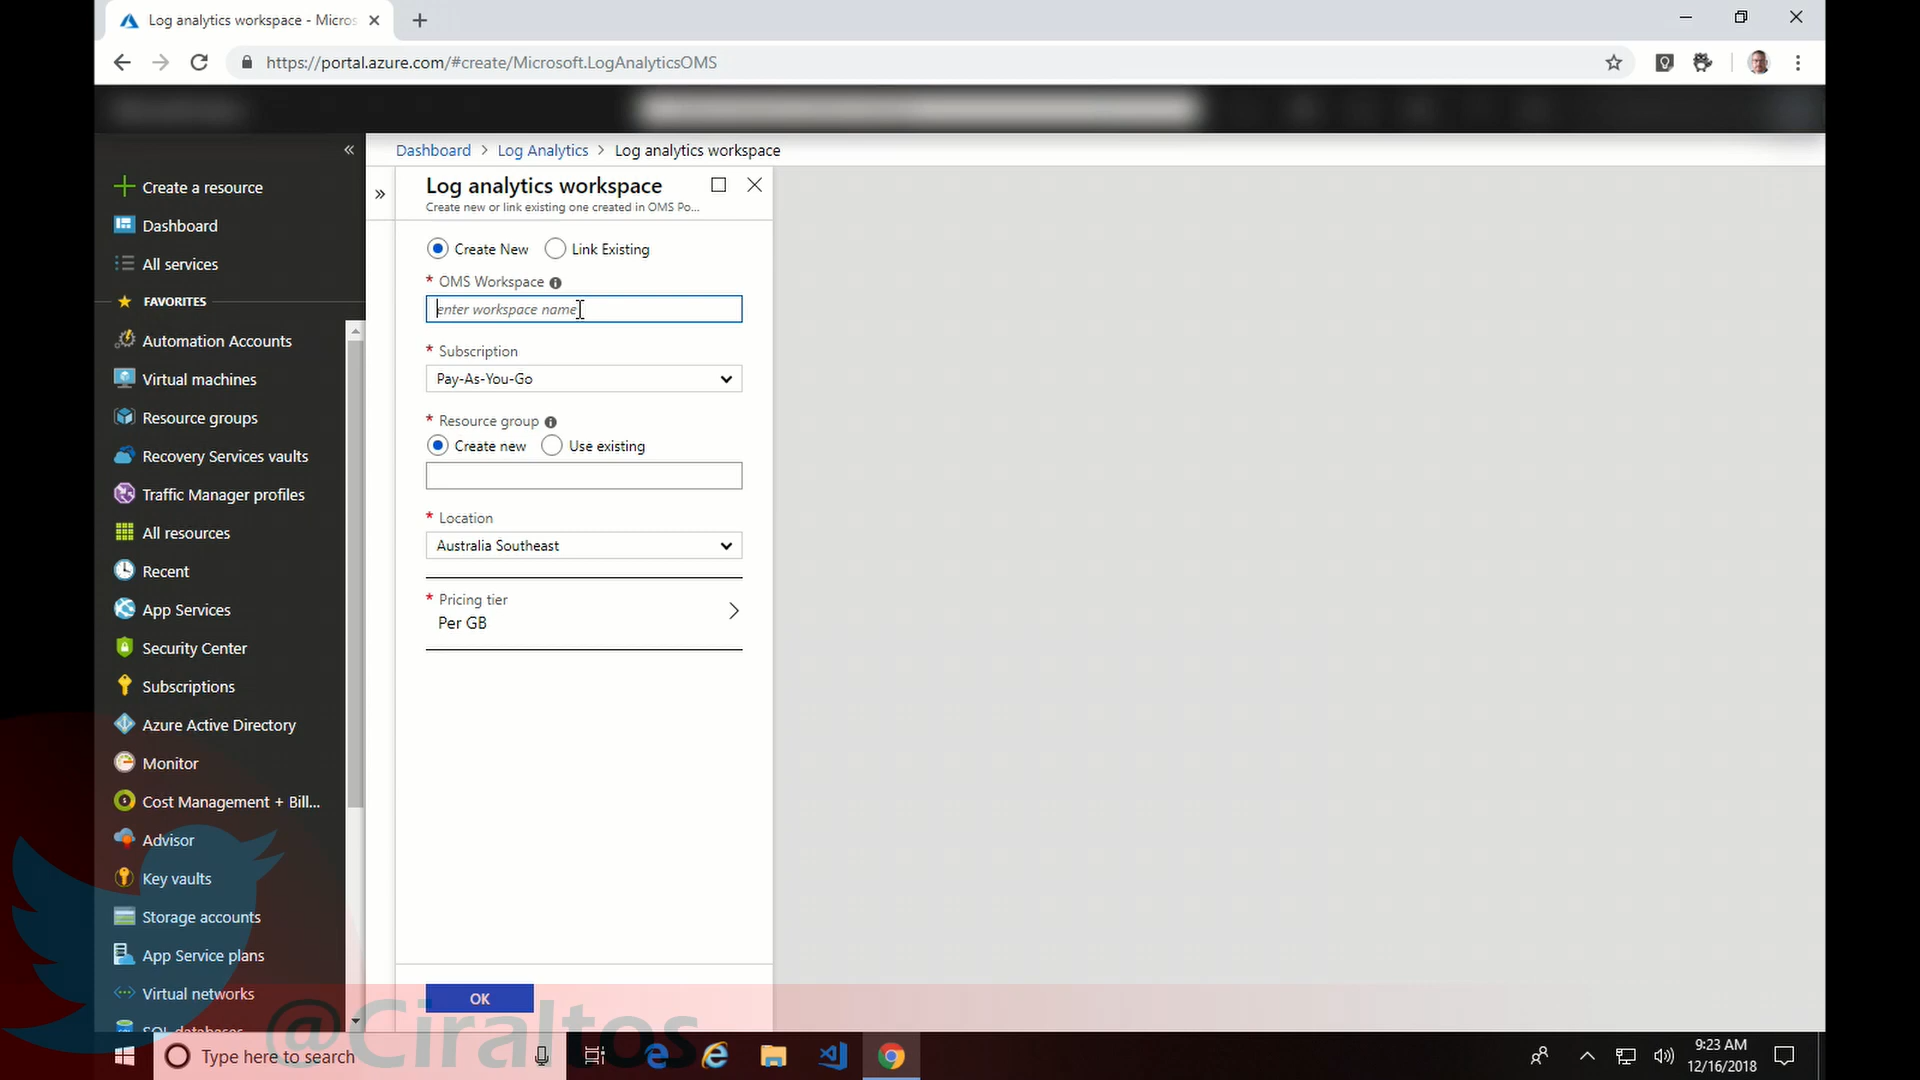 Log analytics workspace - Micros
https://portal.azure.com/#create/Microsoft.LogAnalyticsOMS
Dashboard > Log Analytics > Log analytics workspace
Create a resource
Dashboard
All services
FAVORITES
Automation Accounts
Virtual machines
Resource groups
Recovery Services vaults
Traffic Manager profiles
All resources
Recent
App Services
Security Center
Subscriptions
Azure Active Directory
Monitor
Cost Management + Bill...
Advisor
Key vaults
Storage accounts
App Service plans
Virtual networks
SQL databases
Log analytics workspace
Create new or link existing one created in OMS Po...
Create New Link Existing
* OMS Workspace
enter workspace name
* Subscription
Pay-As-You-Go
* Resource group
Create new Use existing
* Location
Australia Southeast
* Pricing tier
Per GB
OK
@Ciraltos
Type here to search
9:23 AM
12/16/2018